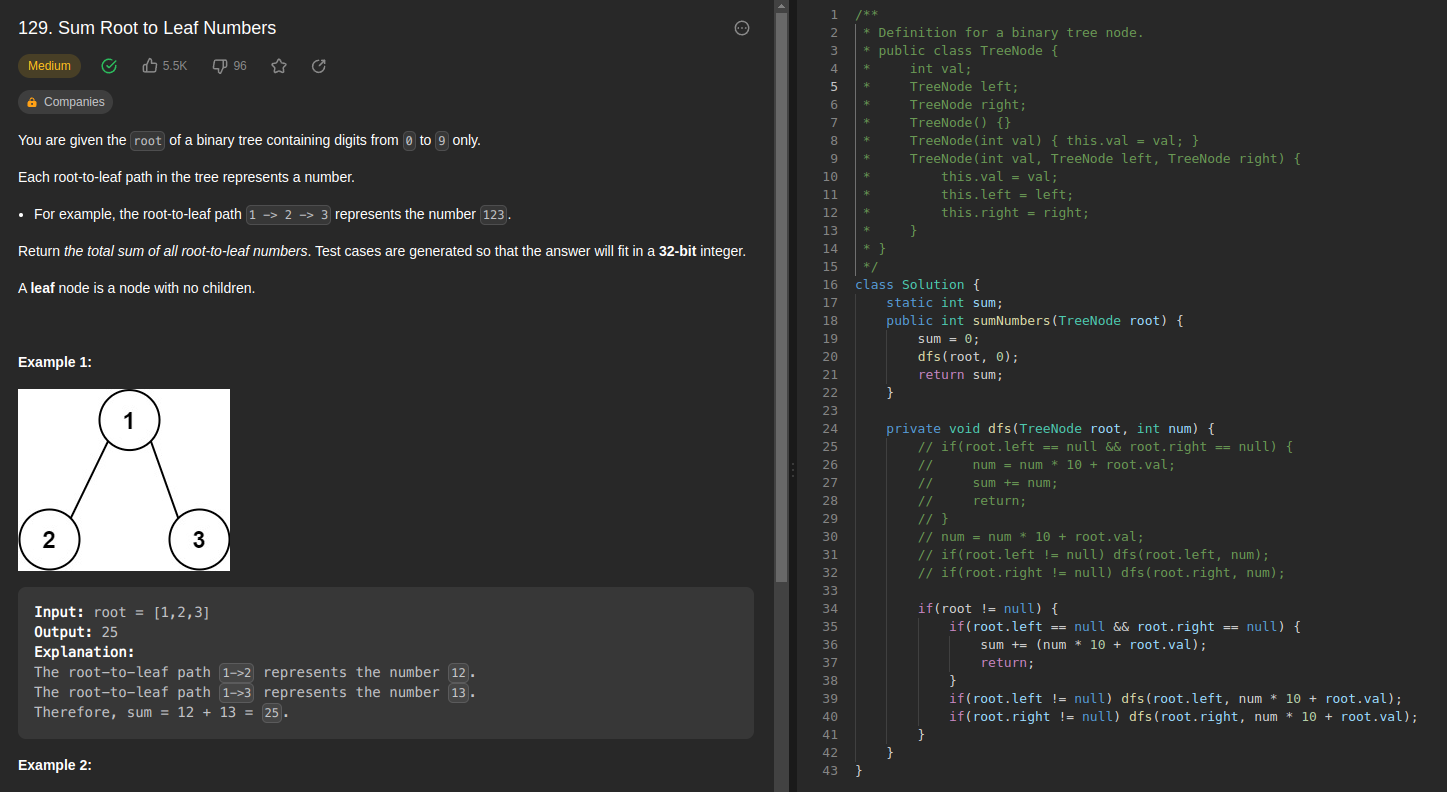 129. Sum Root to Leaf Numbers
Medium 5.5K 96
Companies
You are given the root of a binary tree containing digits from 0 to 9 only.
Each root-to-leaf path in the tree represents a number.
• For example, the root-to-leaf path 1 -> 2 -> 3 represents the number 123.
Return the total sum of all root-to-leaf numbers. Test cases are generated so that the answer will fit in a 32-bit integer.
A leaf node is a node with no children.
Example 1:
1
2 3
Input: root = [1,2,3]
Output: 25
Explanation:
The root-to-leaf path 1->2 represents the number 12.
The root-to-leaf path 1->3 represents the number 13.
Therefore, sum = 12 + 13 = 25.
Example 2:
1 /**
2  * Definition for a binary tree node.
3  * public class TreeNode {
4  *     int val;
5  *     TreeNode left;
6  *     TreeNode right;
7  *     TreeNode() {}
8  *     TreeNode(int val) { this.val = val; }
9  *     TreeNode(int val, TreeNode left, TreeNode right) {
10  *         this.val = val;
11  *         this.left = left;
12  *         this.right = right;
13  *     }
14  * }
15  */
16 class Solution {
17     static int sum;
18     public int sumNumbers(TreeNode root) {
19         sum = 0;
20         dfs(root, 0);
21         return sum;
22     }
23
24     private void dfs(TreeNode root, int num) {
25         // if(root.left == null && root.right == null) {
26         //     num = num * 10 + root.val;
27         //     sum += num;
28         //     return;
29         // }
30         // num = num * 10 + root.val;
31         // if(root.left != null) dfs(root.left, num);
32         // if(root.right != null) dfs(root.right, num);
33
34         if(root != null) {
35             if(root.left == null && root.right == null) {
36                 sum += (num * 10 + root.val);
37                 return;
38             }
39             if(root.left != null) dfs(root.left, num * 10 + root.val);
40             if(root.right != null) dfs(root.right, num * 10 + root.val);
41         }
42     }
43 }